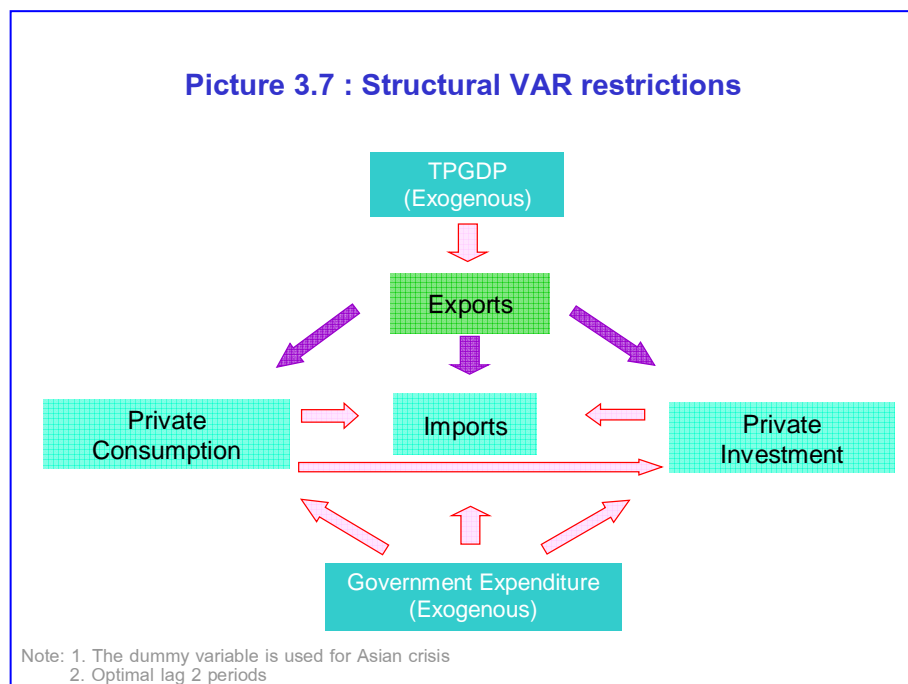 Picture 3.7 : Structural VAR restrictions
TPGDP
(Exogenous)
Exports
Private
Consumption
Imports
Private
Investment
Government Expenditure
(Exogenous)
Note: 1. The dummy variable is used for Asian crisis
2. Optimal lag 2 periods